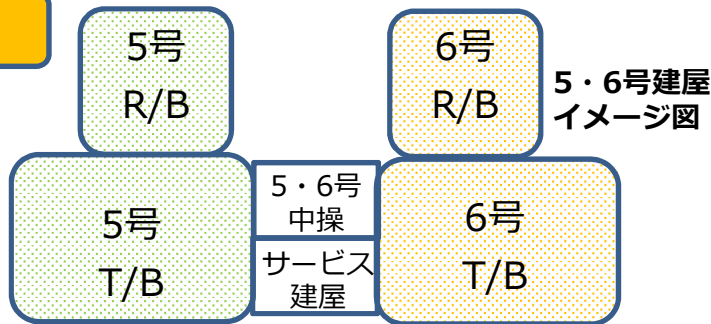 5号
R/B
6号
R/B
5・6号建屋
イメージ図
5号
T/B
5・6号
中操
サービス
建屋
6号
T/B